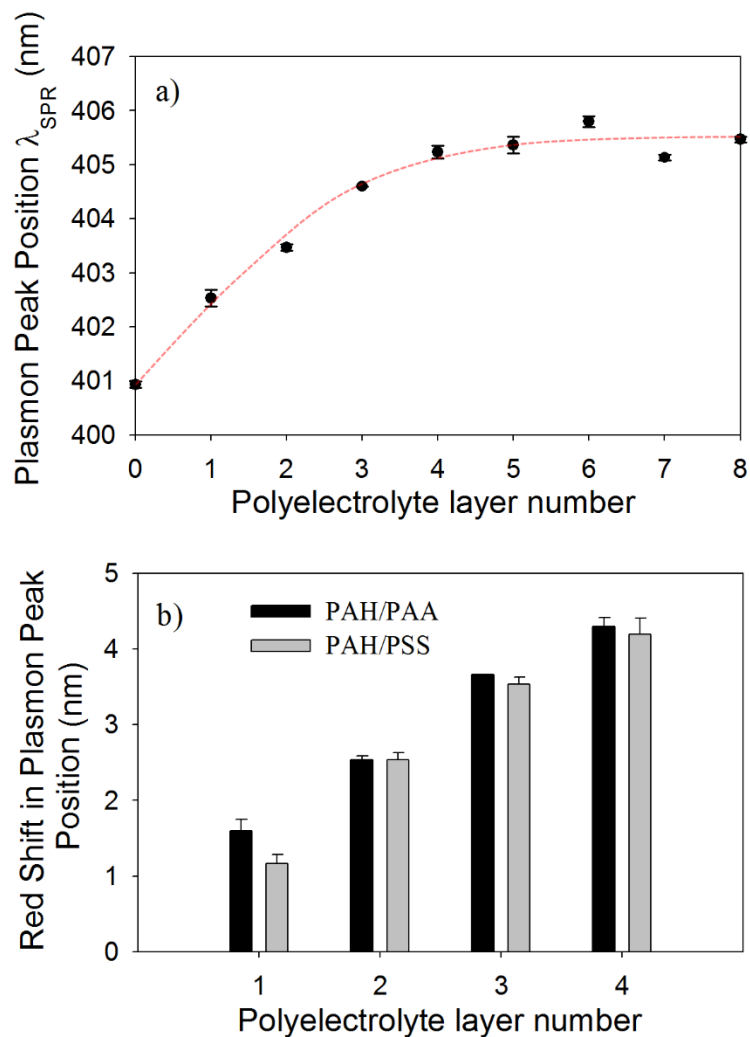 Plasmon Peak Position λSPR (nm)
407
406
405
404
403
402
401
400
a)
0 1 2 3 4 5 6 7 8
Polyelectrolyte layer number
Red Shift in Plasmon Peak
Position (nm)
5
4
3
2
1
0
b)
PAH/PAA
PAH/PSS
1 2 3 4
Polyelectrolyte layer number